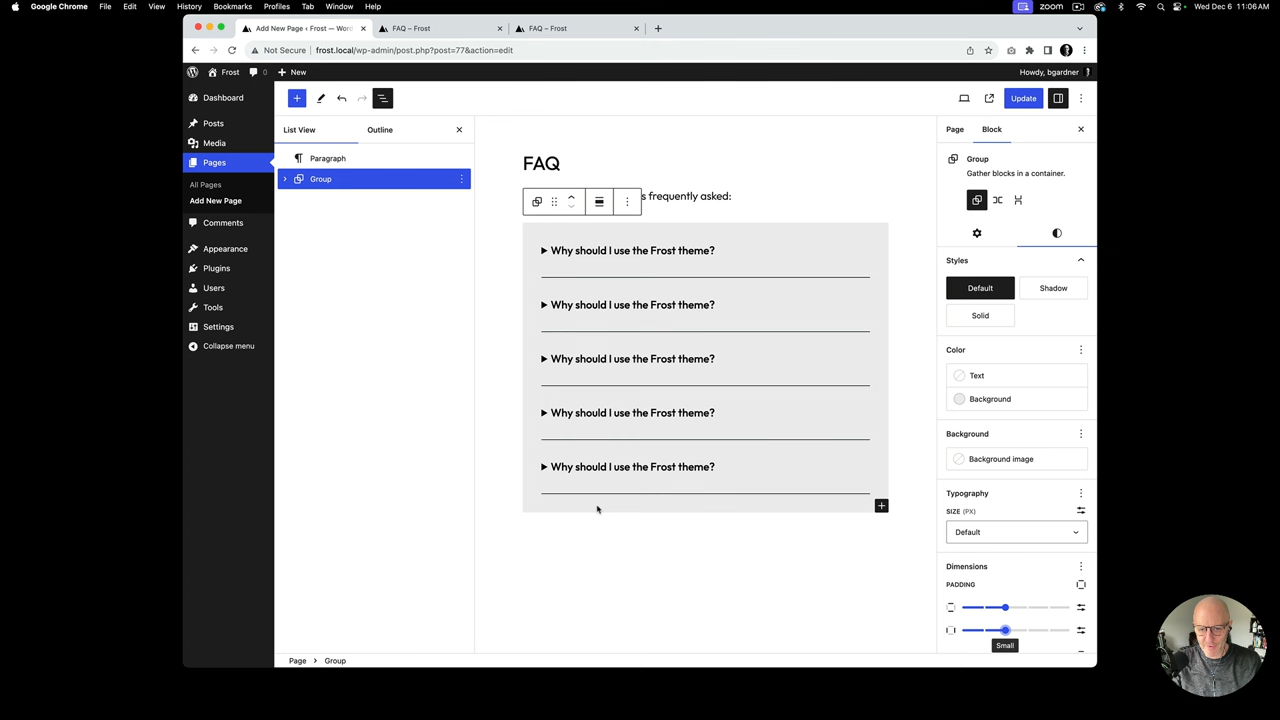 Google Chrome File Edit View History Bookmarks Profiles Tab Window Help zoom Wed Dec 6 11:06AM
Add New Page ‹ Frost — Word FAQ – Frost FAQ – Frost
Not Secure frost.local/wp-admin/post.php?post=77&action=edit
Frost 0 New Howdy, bgardner
Dashboard
Posts
Media
Pages
All Pages
Add New Page
Comments
Appearance
Plugins
Users
Tools
Settings
Collapse menu
Update
List View Outline
Paragraph
Group
FAQ
s frequently asked:
Why should I use the Frost theme?
Why should I use the Frost theme?
Why should I use the Frost theme?
Why should I use the Frost theme?
Why should I use the Frost theme?
Page Block
Group
Gather blocks in a container.
Styles
Default Shadow
Solid
Color
Text
Background
Background
Background image
Typography
SIZE (PX)
Default
Dimensions
PADDING
Small
Page Group